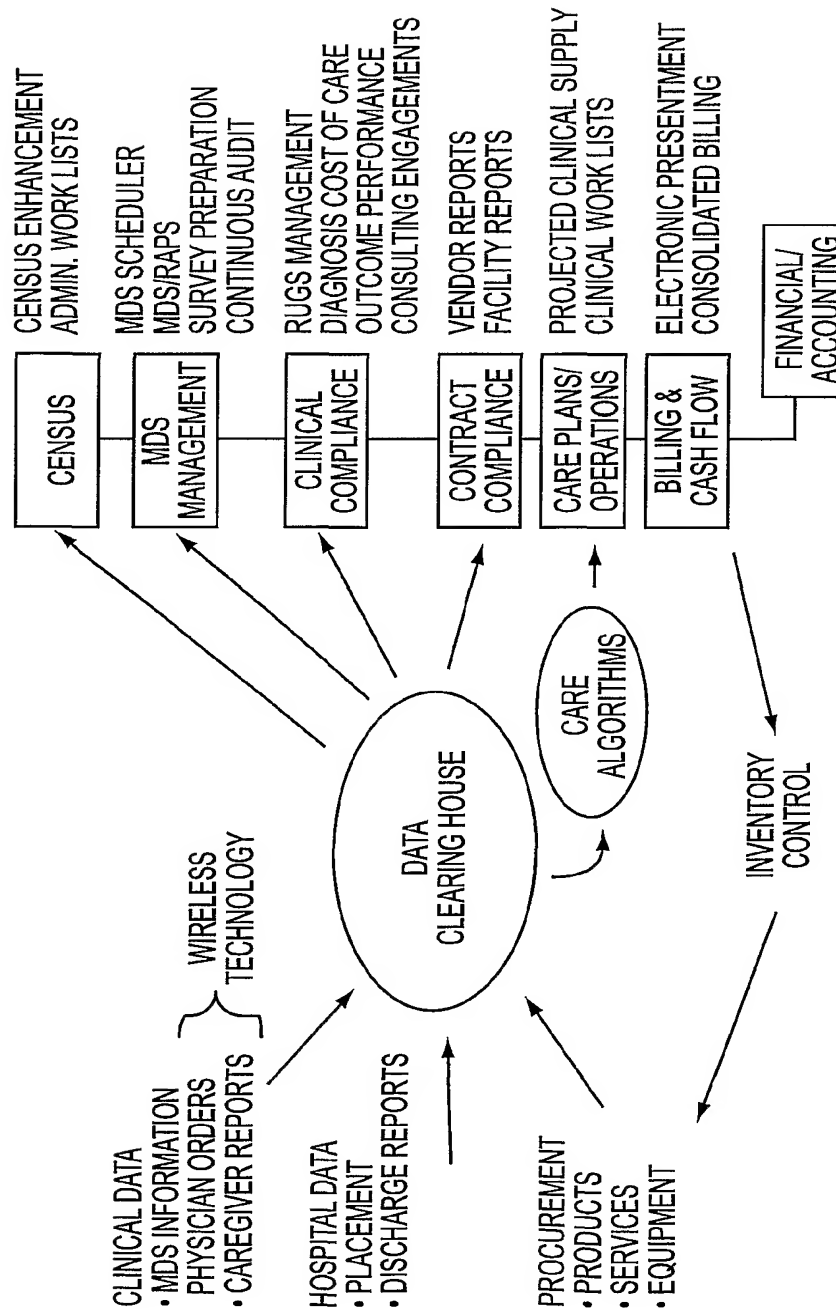 CLINICAL DATA
• MDS INFORMATION
PHYSICIAN ORDERS
• CAREGIVER REPORTS
WIRELESS
TECHNOLOGY
HOSPITAL DATA
• PLACEMENT
• DISCHARGE REPORTS
PROCUREMENT
• PRODUCTS
• SERVICES
• EQUIPMENT
DATA
CLEARING HOUSE
CARE
ALGORITHMS
INVENTORY
CONTROL
CENSUS
CENSUS ENHANCEMENT
ADMIN. WORK LISTS
MDS
MANAGEMENT
MDS SCHEDULER
MDS/RAPS
SURVEY PREPARATION
CONTINUOUS AUDIT
CLINICAL
COMPLIANCE
RUGS MANAGEMENT
DIAGNOSIS COST OF CARE
OUTCOME PERFORMANCE
CONSULTING ENGAGEMENTS
CONTRACT
COMPLIANCE
VENDOR REPORTS
FACILITY REPORTS
CARE PLANS/
OPERATIONS
PROJECTED CLINICAL SUPPLY
CLINICAL WORK LISTS
BILLING &
CASH FLOW
ELECTRONIC PRESENTMENT
CONSOLIDATED BILLING
FINANCIAL/
ACCOUNTING